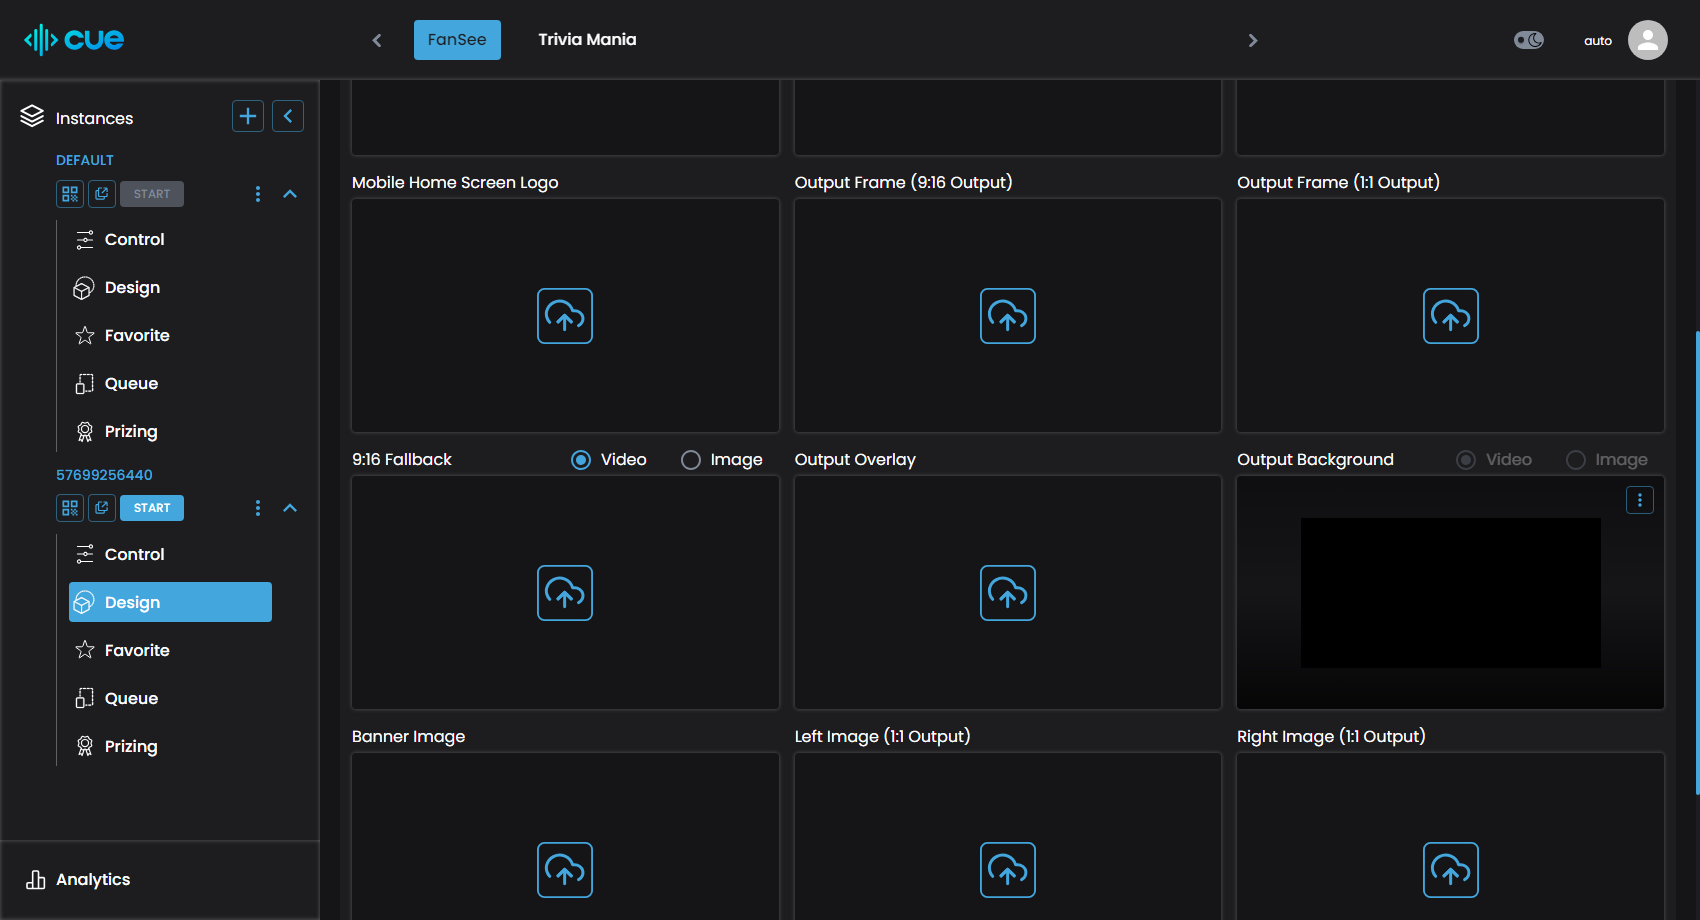 cue
FanSee
Trivia Mania
auto
Instances
DEFAULT
START
Control
Design
Favorite
Queue
Prizing
57699256440
START
Control
Design
Favorite
Queue
Prizing
Analytics
Mobile Home Screen Logo
Output Frame (9:16 Output)
Output Frame (1:1 Output)
9:16 Fallback
Video
Image
Output Overlay
Output Background
Video
Image
Banner Image
Left Image (1:1 Output)
Right Image (1:1 Output)